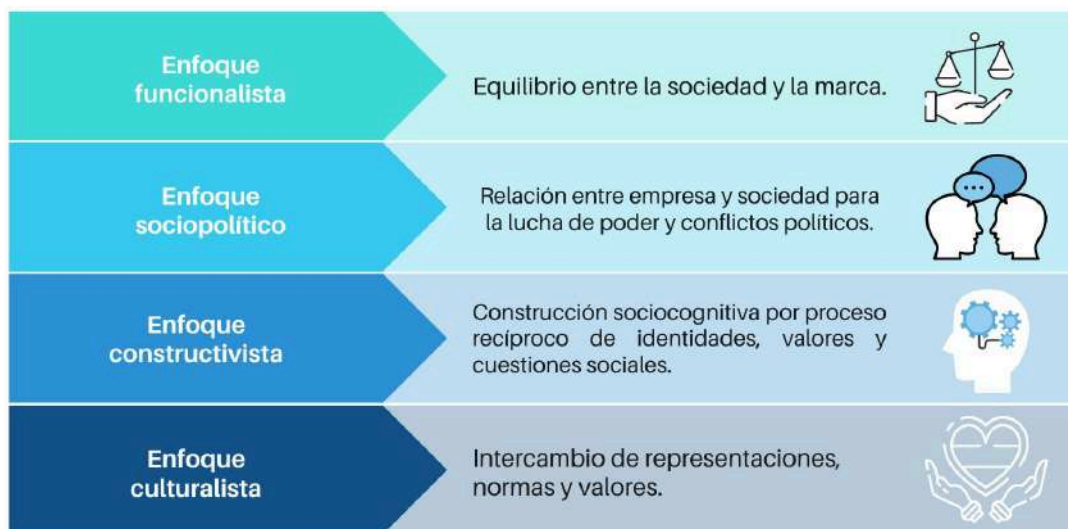 Enfoque
funcionalista
Equilibrio entre la sociedad y la marca.
Enfoque
sociopolítico
Relación entre empresa y sociedad para
la lucha de poder y conflictos políticos.
Enfoque
constructivista
Construcción sociocognitiva por proceso
recíproco de identidades, valores y
cuestiones sociales.
Enfoque
culturalista
Intercambio de representaciones,
normas y valores.